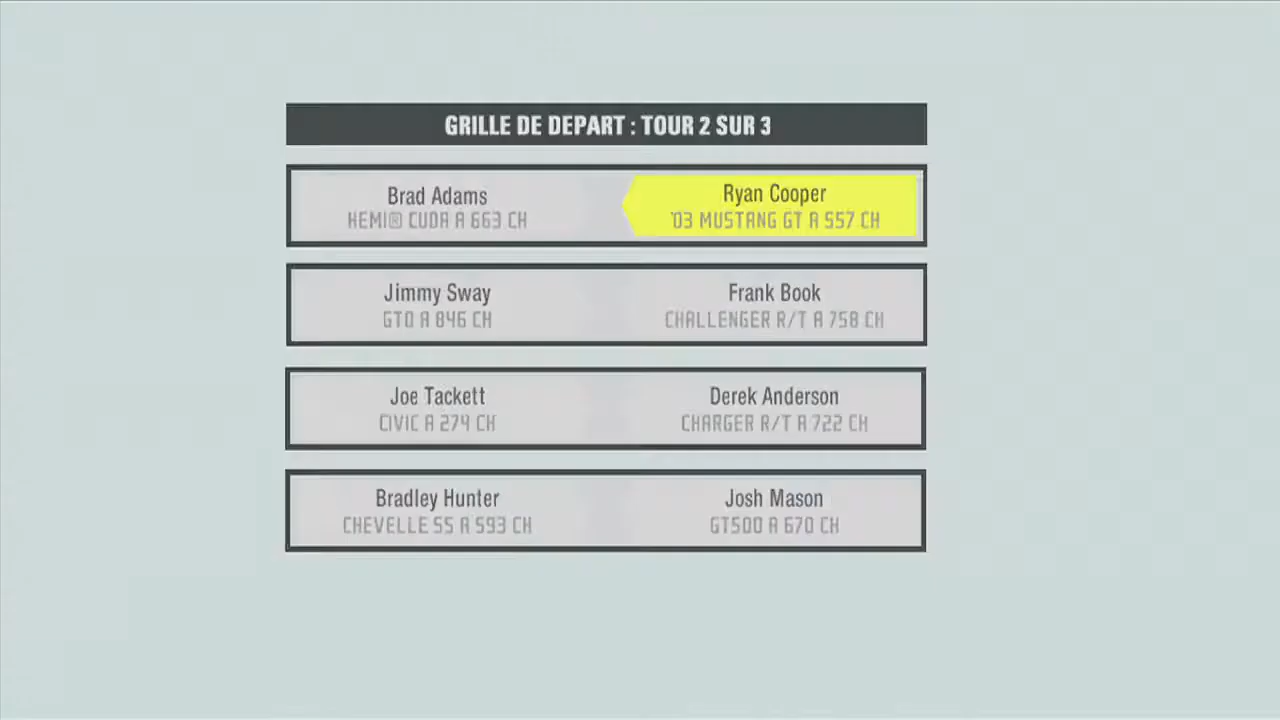 GRILLE DE DEPART : TOUR 2 SUR 3
Brad Adams
HEMI® CUDA A 663 CH
Ryan Cooper
'03 MUSTANG GT A 557 CH
Jimmy Sway
GTO A 846 CH
Frank Book
CHALLENGER R/T A 758 CH
Joe Tackett
CIVIC A 274 CH
Derek Anderson
CHARGER R/T A 722 CH
Bradley Hunter
CHEVELLE SS A 593 CH
Josh Mason
GT500 A 670 CH